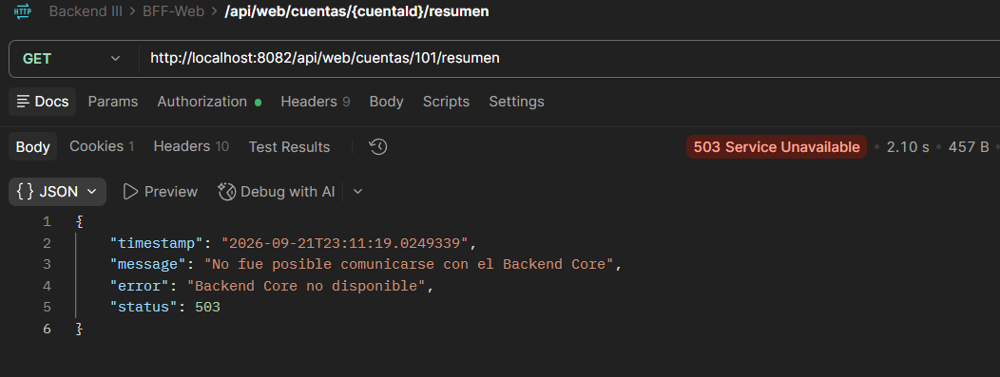 HTTP Backend III > BFF-Web > /api/web/cuentas/{cuentaId}/resumen
GET http://localhost:8082/api/web/cuentas/101/resumen
Docs Params Authorization Headers 9 Body Scripts Settings
Body Cookies 1 Headers 10 Test Results 503 Service Unavailable • 2.10 s • 457 B
{} JSON Preview Debug with AI
1 {
2 "timestamp": "2026-09-21T23:11:19.0249339",
3 "message": "No fue posible comunicarse con el Backend Core",
4 "error": "Backend Core no disponible",
5 "status": 503
6 }